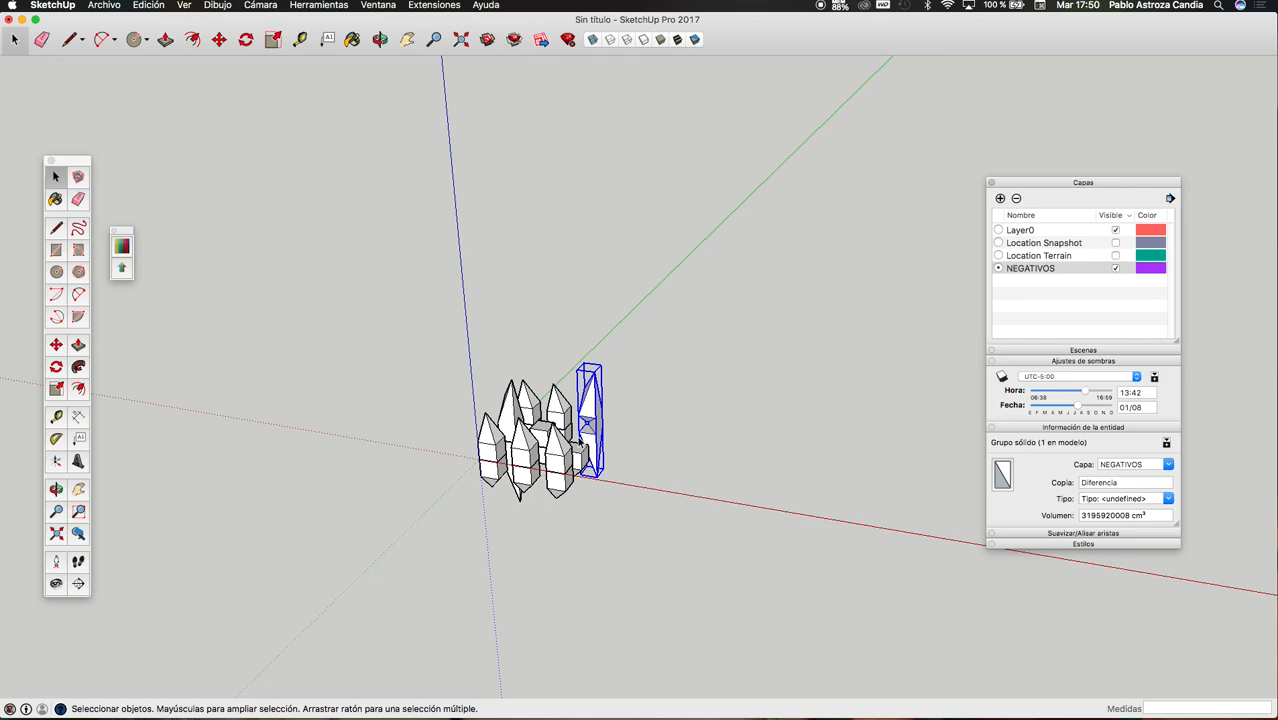 SketchUp Archivo Edición Ver Dibujo Cámara Herramientas Ventana Extensiones Ayuda
88%
WD
100 %
Mar 17:50 Pablo Astroza Candia
Sin título - SketchUp Pro 2017
A1
Capas
Nombre Visible Color
Layer0
Location Snapshot
Location Terrain
NEGATIVOS
Escenas
Ajustes de sombras
UTC-5:00
Hora: 06:38 16:59 13:42
Fecha: E F M A M J J A S O N D 01/08
Información de la entidad
Grupo sólido (1 en modelo)
Capa: NEGATIVOS
Copia: Diferencia
Tipo: Tipo: <undefined>
Volumen: 3195920008 cm³
Suavizar/Alisar aristas
Estilos
Seleccionar objetos. Mayúsculas para ampliar selección. Arrastrar ratón para una selección múltiple.
Medidas